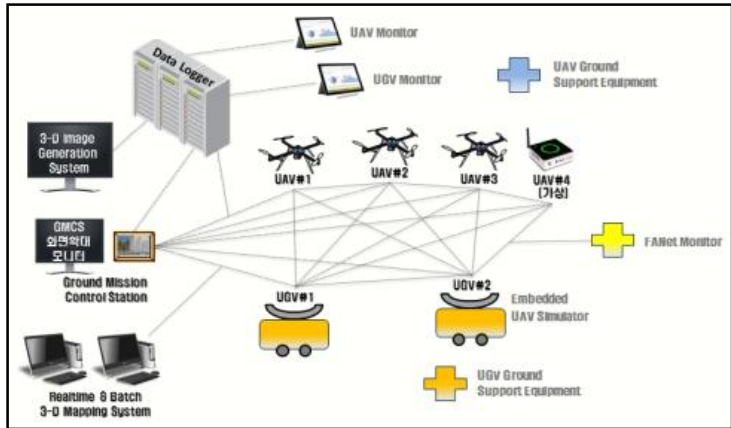 UAV Monitor
Data Logger
UGV Monitor
UAV Ground
Support Equipment
3-D Image
Generation
System
UAV#1
UAV#2
UAV#3
UAV#4
(가상)
GMCS
화면확대
모니터
Ground Mission
Control Station
FANet Monitor
UGV#1
UGV#2
Embedded
UAV Simulator
Realtime & Batch
3-D Mapping System
UGV Ground
Support Equipment